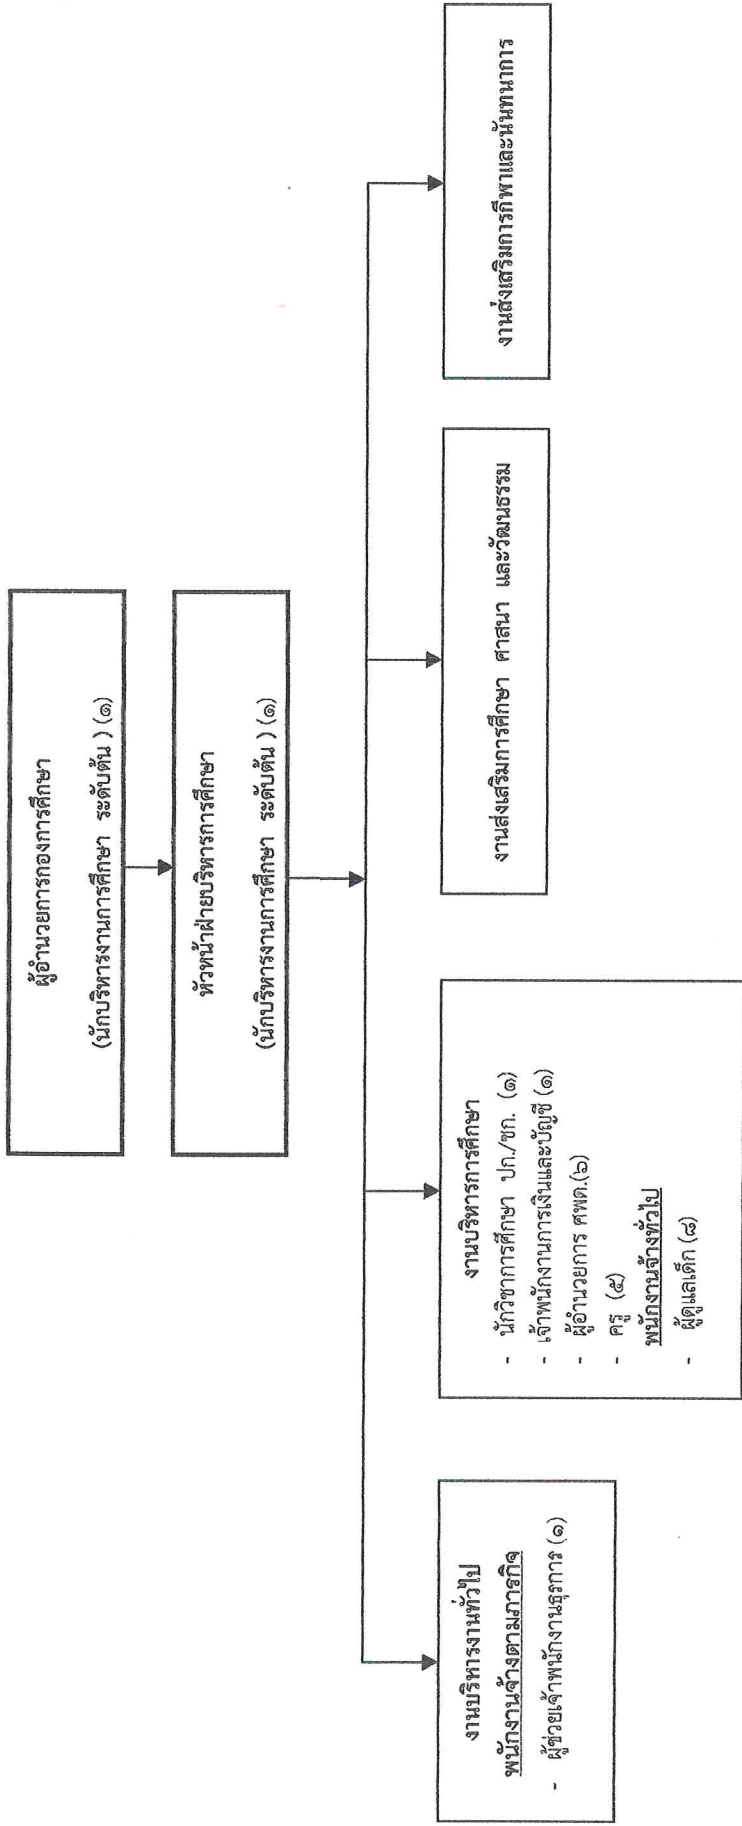 ผู้อำนวยการกองการศึกษา
(นักบริหารงานการศึกษา ระดับต้น ) (๑)
หัวหน้าฝ่ายบริหารการศึกษา
(นักบริหารงานการศึกษา ระดับต้น ) (๑)
งานบริหารงานทั่วไป
พนักงานจ้างตามภารกิจ
- ผู้ช่วยเจ้าพนักงานธุรการ (๑)
งานบริหารการศึกษา
- นักวิชาการศึกษา ปก./ชก. (๑)
- เจ้าพนักงานการเงินและบัญชี (๑)
- ผู้อำนวยการ ศพด.(๖)
- ครู (๕)
พนักงานจ้างทั่วไป
- ผู้ดูแลเด็ก (๘)
งานส่งเสริมการศึกษา ศาสนา และวัฒนธรรม
งานส่งเสริมการกีฬาและนันทนาการ